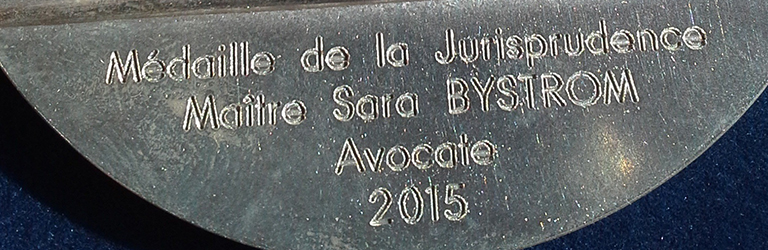 Médaille de la Jurisprudence
Maître Sara BYSTROM
Avocate
2015